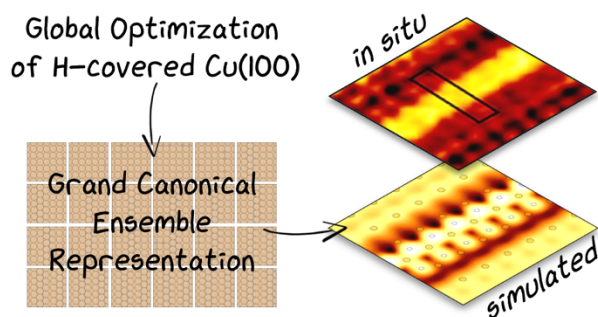 Global Optimization
of H-covered Cu(100)
Grand Canonical
Ensemble
Representation
in situ
simulated